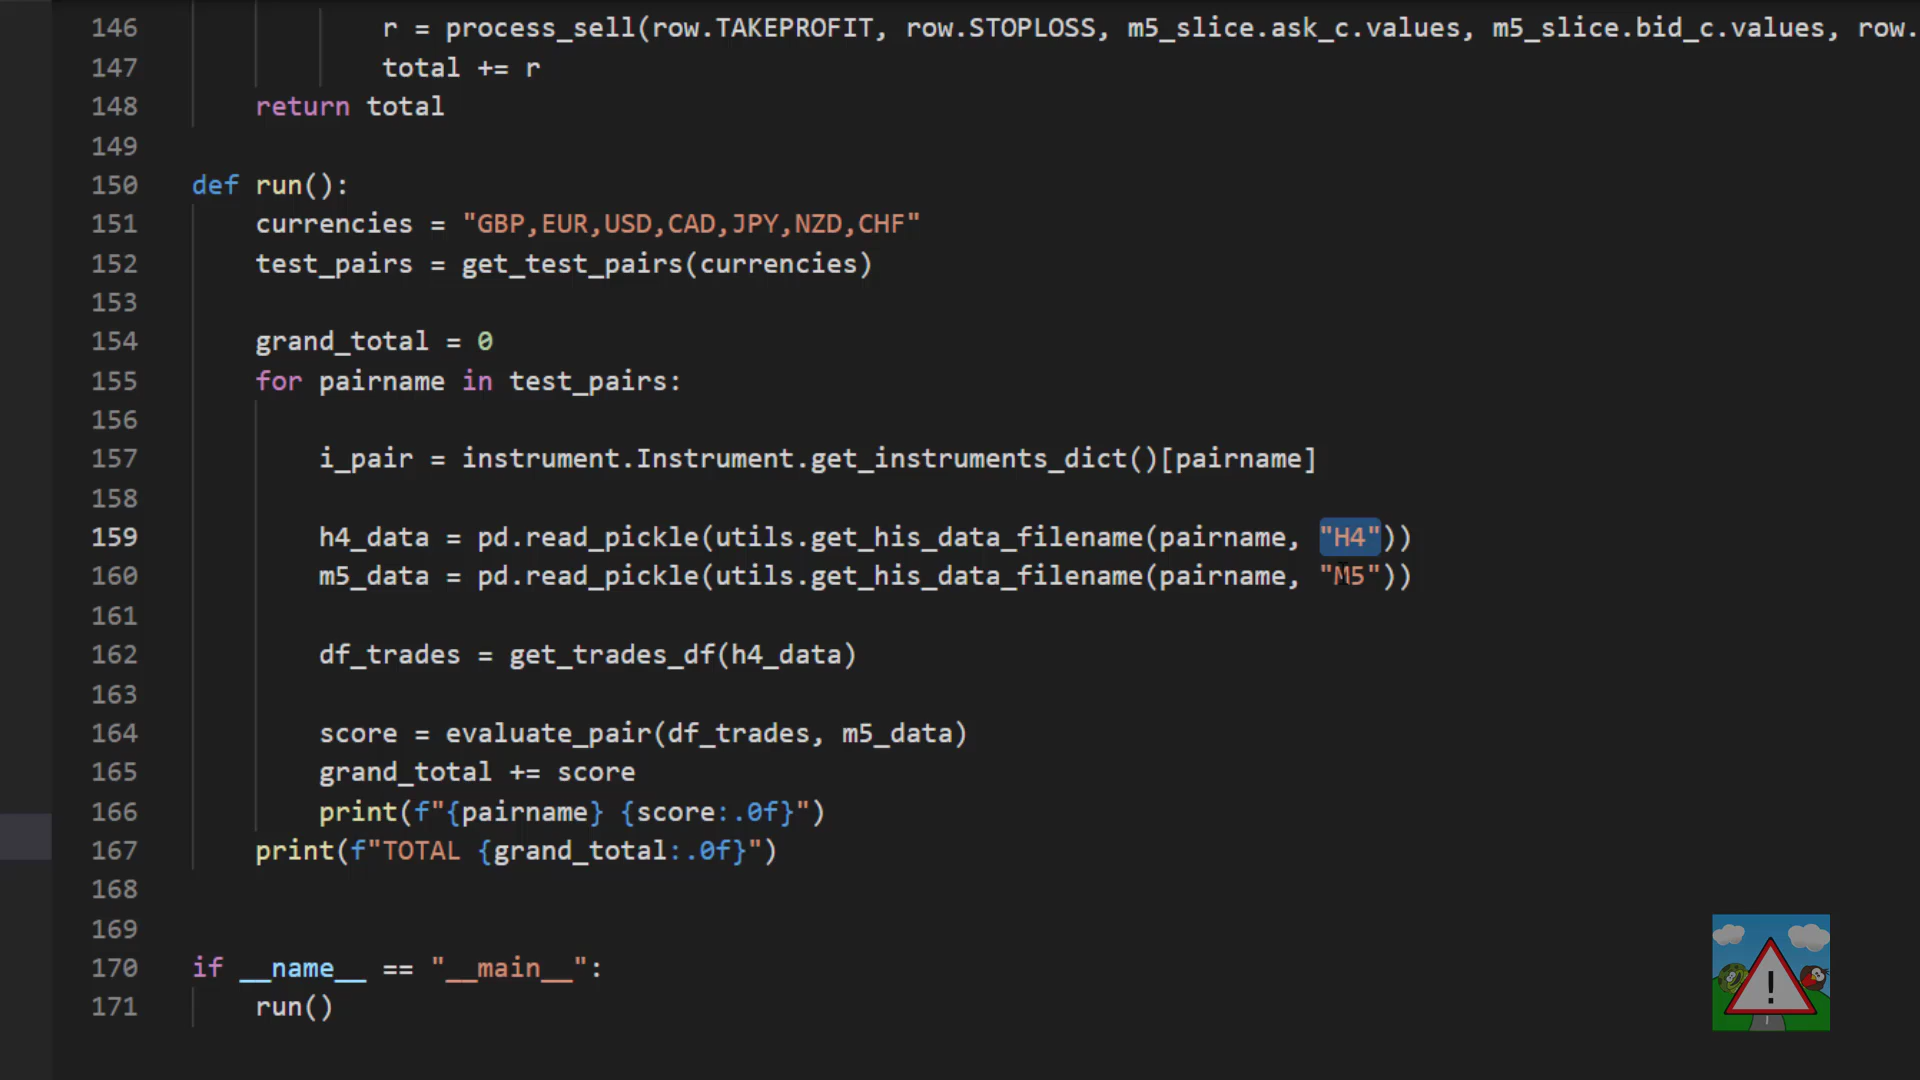 146 r = process_sell(row.TAKEPROFIT, row.STOPLOSS, m5_slice.ask_c.values, m5_slice.bid_c.values, row.
147 total += r
148 return total
149
150 def run():
151 currencies = "GBP,EUR,USD,CAD,JPY,NZD,CHF"
152 test_pairs = get_test_pairs(currencies)
153
154 grand_total = 0
155 for pairname in test_pairs:
156
157 i_pair = instrument.Instrument.get_instruments_dict()[pairname]
158
159 h4_data = pd.read_pickle(utils.get_his_data_filename(pairname, "H4"))
160 m5_data = pd.read_pickle(utils.get_his_data_filename(pairname, "M5"))
161
162 df_trades = get_trades_df(h4_data)
163
164 score = evaluate_pair(df_trades, m5_data)
165 grand_total += score
166 print(f"{pairname} {score:.0f}")
167 print(f"TOTAL {grand_total:.0f}")
168
169
170 if __name__ == "__main__":
171 run()
!